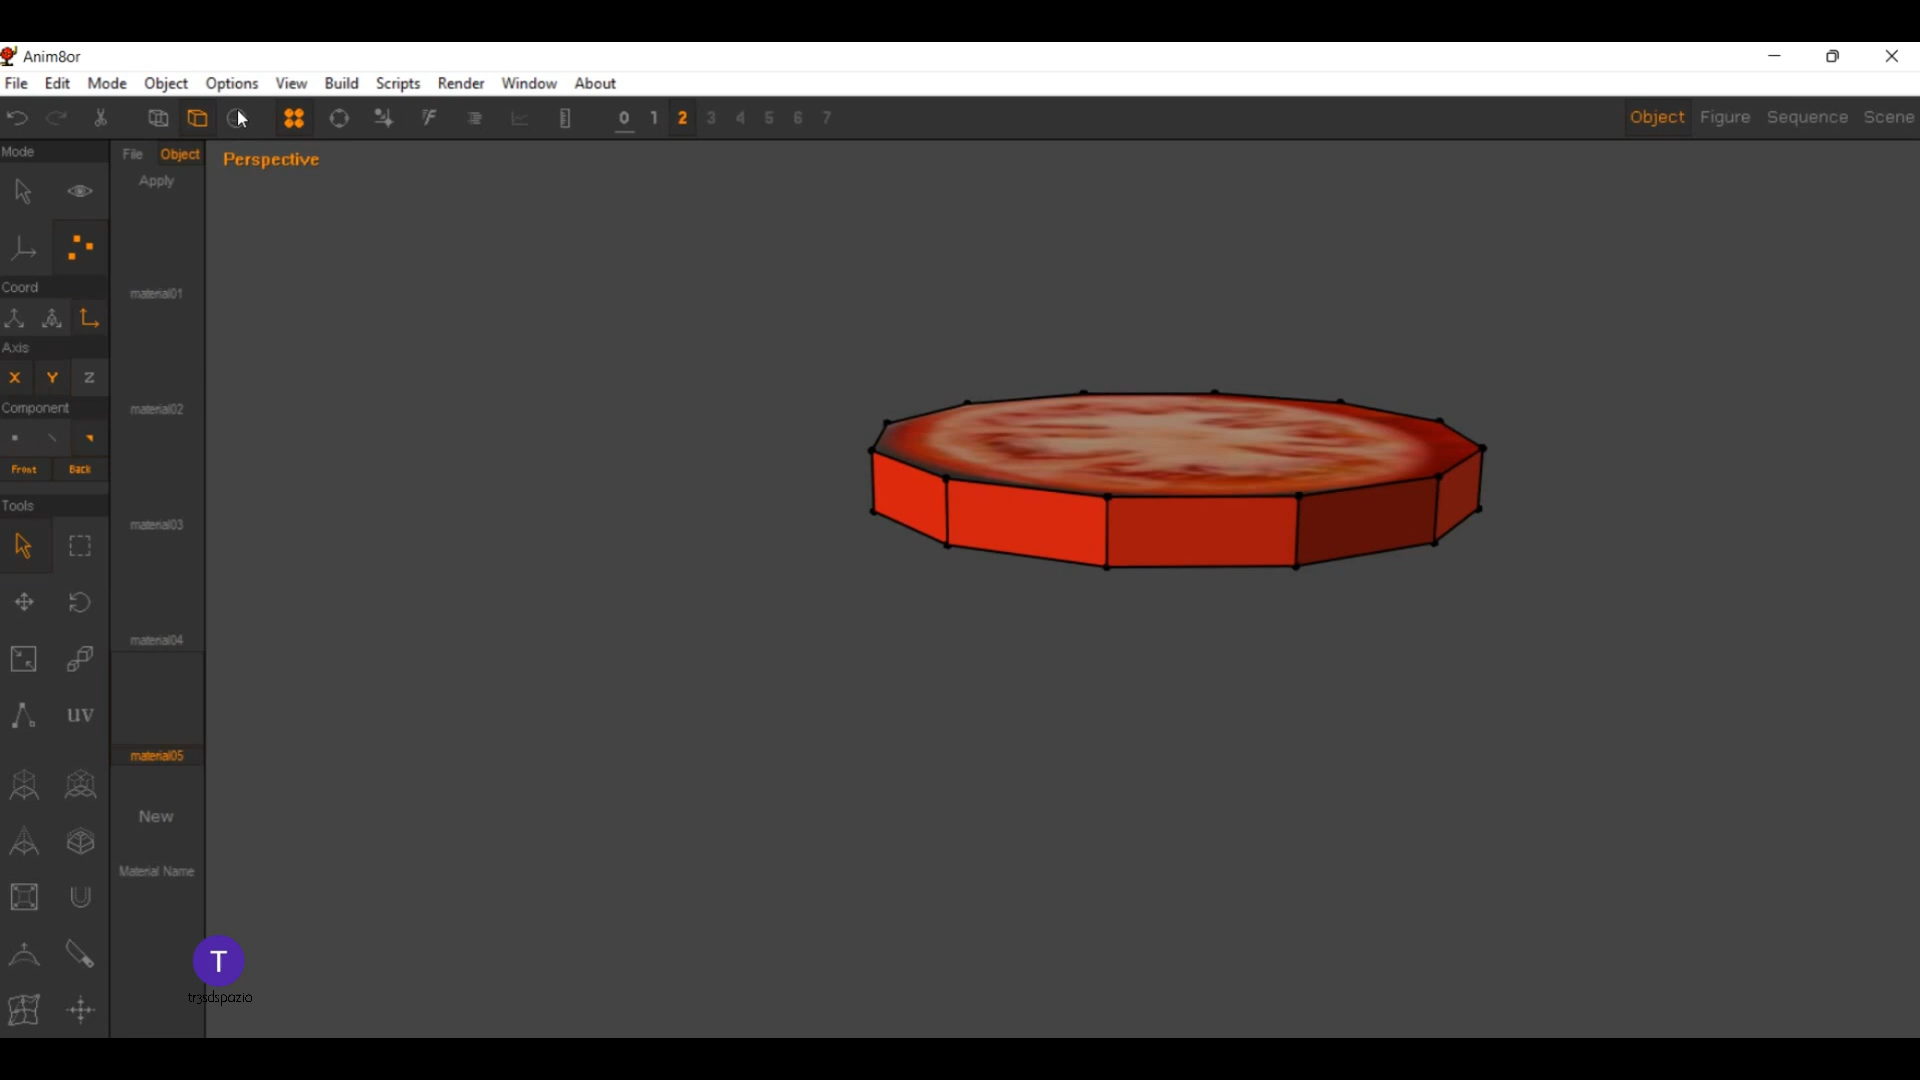 Anim8or
File Edit Mode Object Options View Build Scripts Render Window About
0 1 2 3 4 5 6 7
Object Figure Sequence Scene
Mode
File Object
Apply
Perspective
material01
Coord
Axis
X Y Z
Component
material02
Front Back
Tools
material03
material04
UV
material05
New
Material Name
T
tr3sdspazio